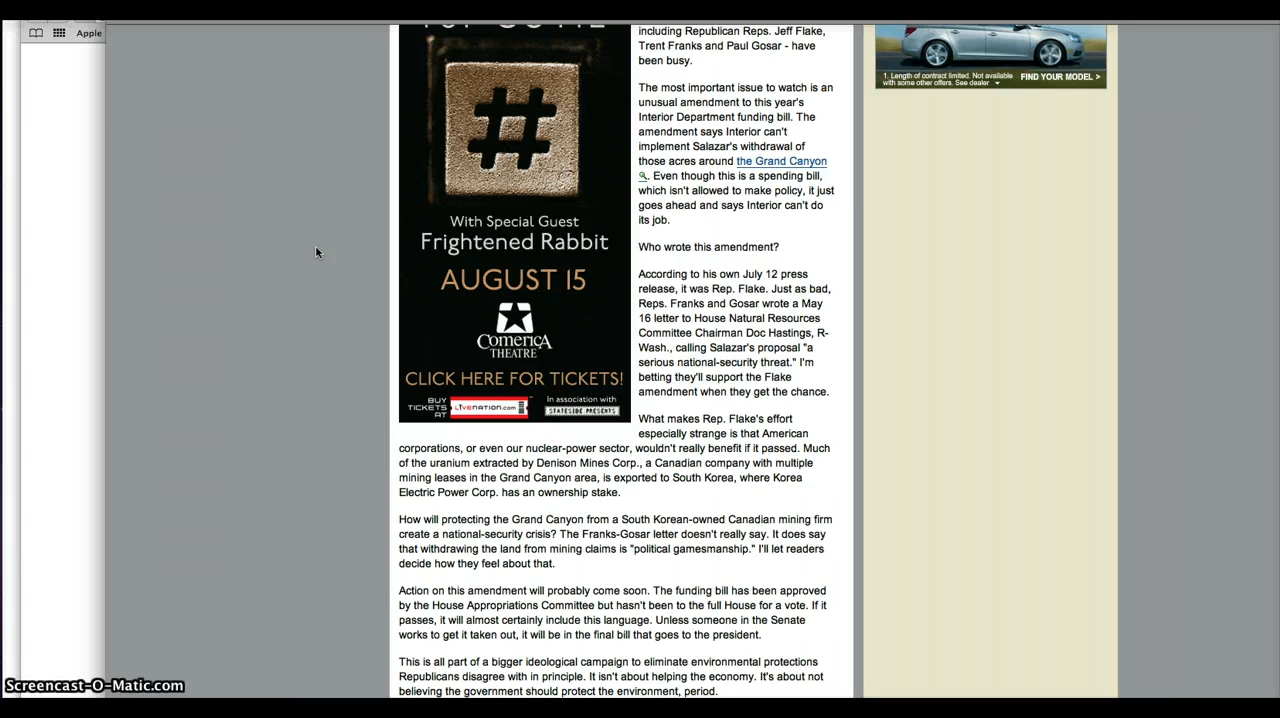 Apple
#
With Special Guest
Frightened Rabbit
AUGUST 15
ComericA
THEATRE
CLICK HERE FOR TICKETS!
BUY
TICKETS
AT
LIVENATION.com
In association with
STATESIDE PRESENTS
including Republican Reps. Jeff Flake,
Trent Franks and Paul Gosar - have
been busy.
The most important issue to watch is an
unusual amendment to this year's
Interior Department funding bill. The
amendment says Interior can't
implement Salazar's withdrawal of
those acres around the Grand Canyon
. Even though this is a spending bill,
which isn't allowed to make policy, it just
goes ahead and says Interior can't do
its job.
Who wrote this amendment?
According to his own July 12 press
release, it was Rep. Flake. Just as bad,
Reps. Franks and Gosar wrote a May
16 letter to House Natural Resources
Committee Chairman Doc Hastings, R-
Wash., calling Salazar's proposal "a
serious national-security threat." I'm
betting they'll support the Flake
amendment when they get the chance.
What makes Rep. Flake's effort
especially strange is that American
corporations, or even our nuclear-power sector, wouldn't really benefit if it passed. Much
of the uranium extracted by Denison Mines Corp., a Canadian company with multiple
mining leases in the Grand Canyon area, is exported to South Korea, where Korea
Electric Power Corp. has an ownership stake.
How will protecting the Grand Canyon from a South Korean-owned Canadian mining firm
create a national-security crisis? The Franks-Gosar letter doesn't really say. It does say
that withdrawing the land from mining claims is "political gamesmanship." I'll let readers
decide how they feel about that.
Action on this amendment will probably come soon. The funding bill has been approved
by the House Appropriations Committee but hasn't been to the full House for a vote. If it
passes, it will almost certainly include this language. Unless someone in the Senate
works to get it taken out, it will be in the final bill that goes to the president.
This is all part of a bigger ideological campaign to eliminate environmental protections
Republicans disagree with in principle. It isn't about helping the economy. It's about not
believing the government should protect the environment, period.
1. Length of contract limited. Not available
with some other offers. See dealer
FIND YOUR MODEL >
Screencast-O-Matic.com